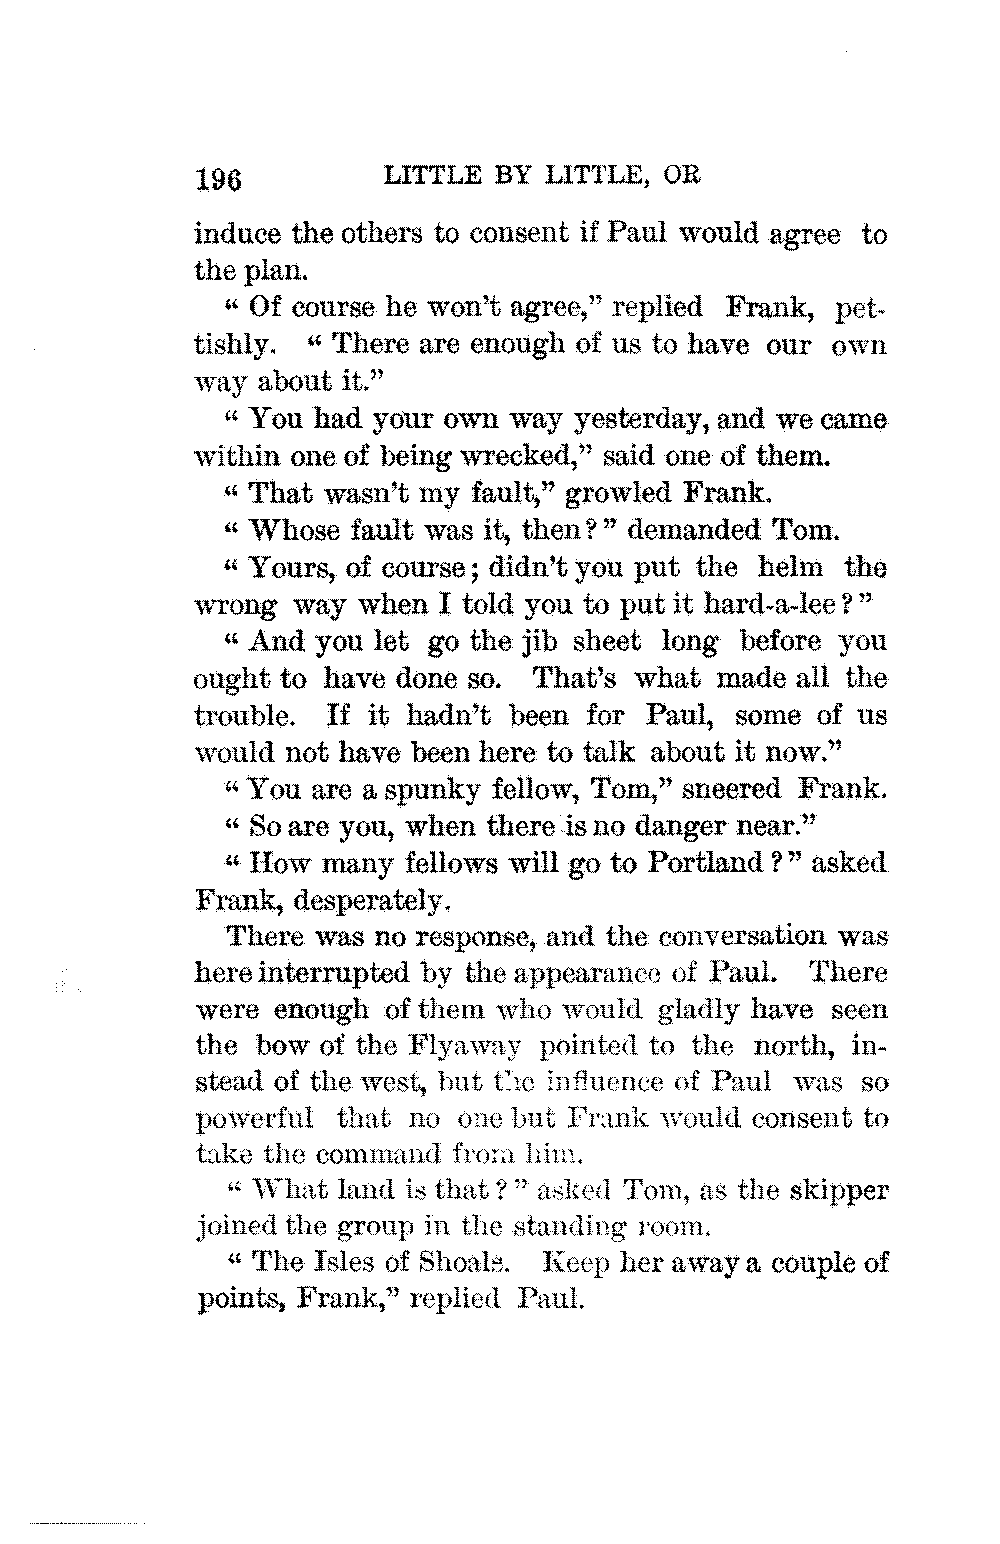 196 LITTLE BY LITTLE, OR
induce the others to consent if Paul would agree to
the plan.
“ Of course he won't agree,” replied Frank, pet-
tishly. “ There are enough of us to have our own
way about it.”
“ You had your own way yesterday, and we came
within one of being wrecked,” said one of them.
“ That wasn't my fault,” growled Frank.
“ Whose fault was it, then? ” demanded Tom.
“ Yours, of course; didn't you put the helm the
wrong way when I told you to put it hard-a-lee? ”
“ And you let go the jib sheet long before you
ought to have done so. That's what made all the
trouble. If it hadn't been for Paul, some of us
would not have been here to talk about it now.”
“ You are a spunky fellow, Tom,” sneered Frank.
“ So are you, when there is no danger near.”
“ How many fellows will go to Portland? ” asked
Frank, desperately.
There was no response, and the conversation was
here interrupted by the appearance of Paul. There
were enough of them who would gladly have seen
the bow of the Flyaway pointed to the north, in-
stead of the west, but the influence of Paul was so
powerful that no one but Frank would consent to
take the command from him.
“ What land is that? ” asked Tom, as the skipper
joined the group in the standing room.
“ The Isles of Shoals. Keep her away a couple of
points, Frank,” replied Paul.